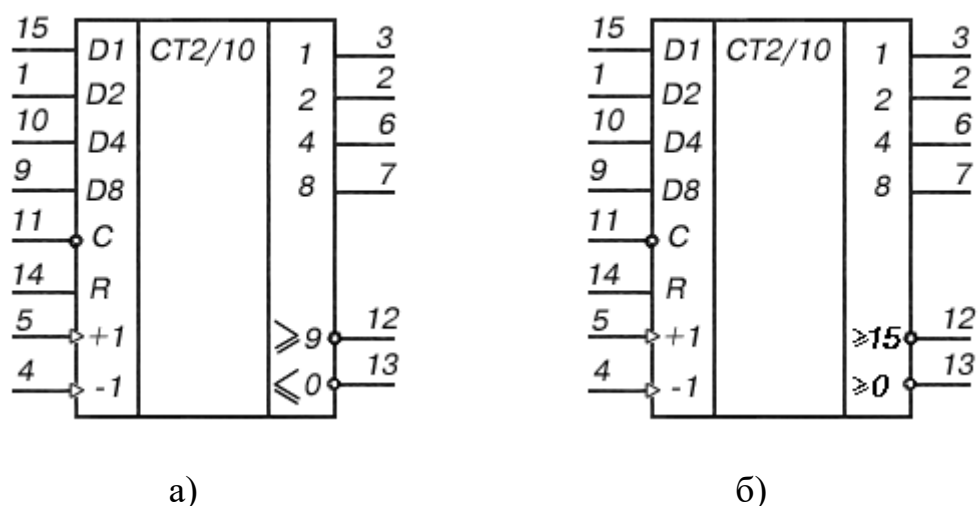 15 D1 CT2/10 1 3
1 D2 2 2
10 D4 4 6
9 D8 8 7
11 C
14 R
5 +1 ≥9 12
4 -1 ≤0 13
а)
15 D1 CT2/10 1 3
1 D2 2 2
10 D4 4 6
9 D8 8 7
11 C
14 R
5 +1 ≥15 12
4 -1 ≥0 13
б)